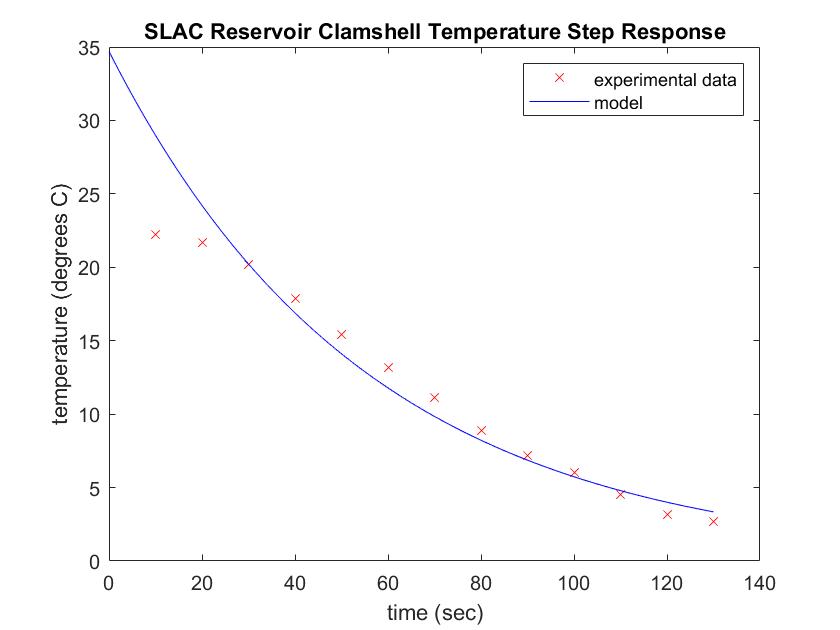 SLAC Reservoir Clamshell Temperature Step Response
experimental data
model
35
30
25
20
15
10
5
0
temperature (degrees C)
0 20 40 60 80 100 120 140
time (sec)